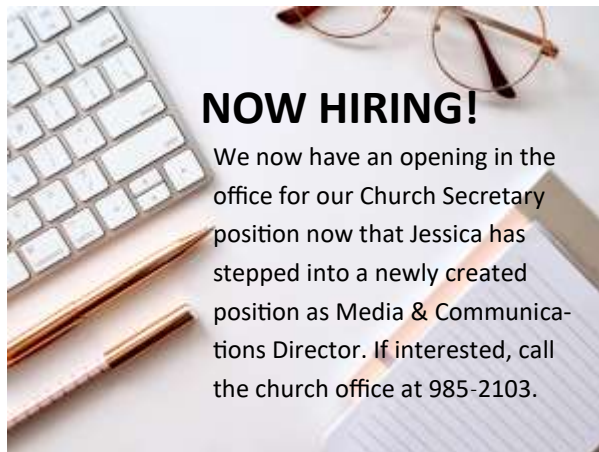 NOW HIRING!
We now have an opening in the
office for our Church Secretary
position now that Jessica has
stepped into a newly created
position as Media & Communica-
tions Director. If interested, call
the church office at 985-2103.